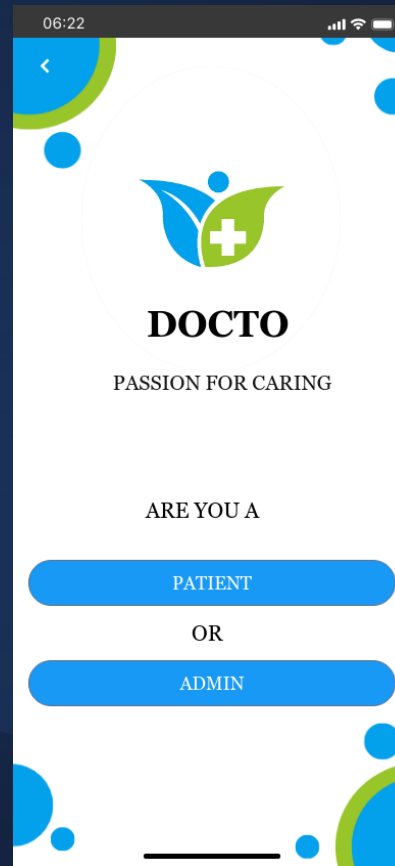 06:22
DOCTO
PASSION FOR CARING
ARE YOU A
PATIENT
OR
ADMIN